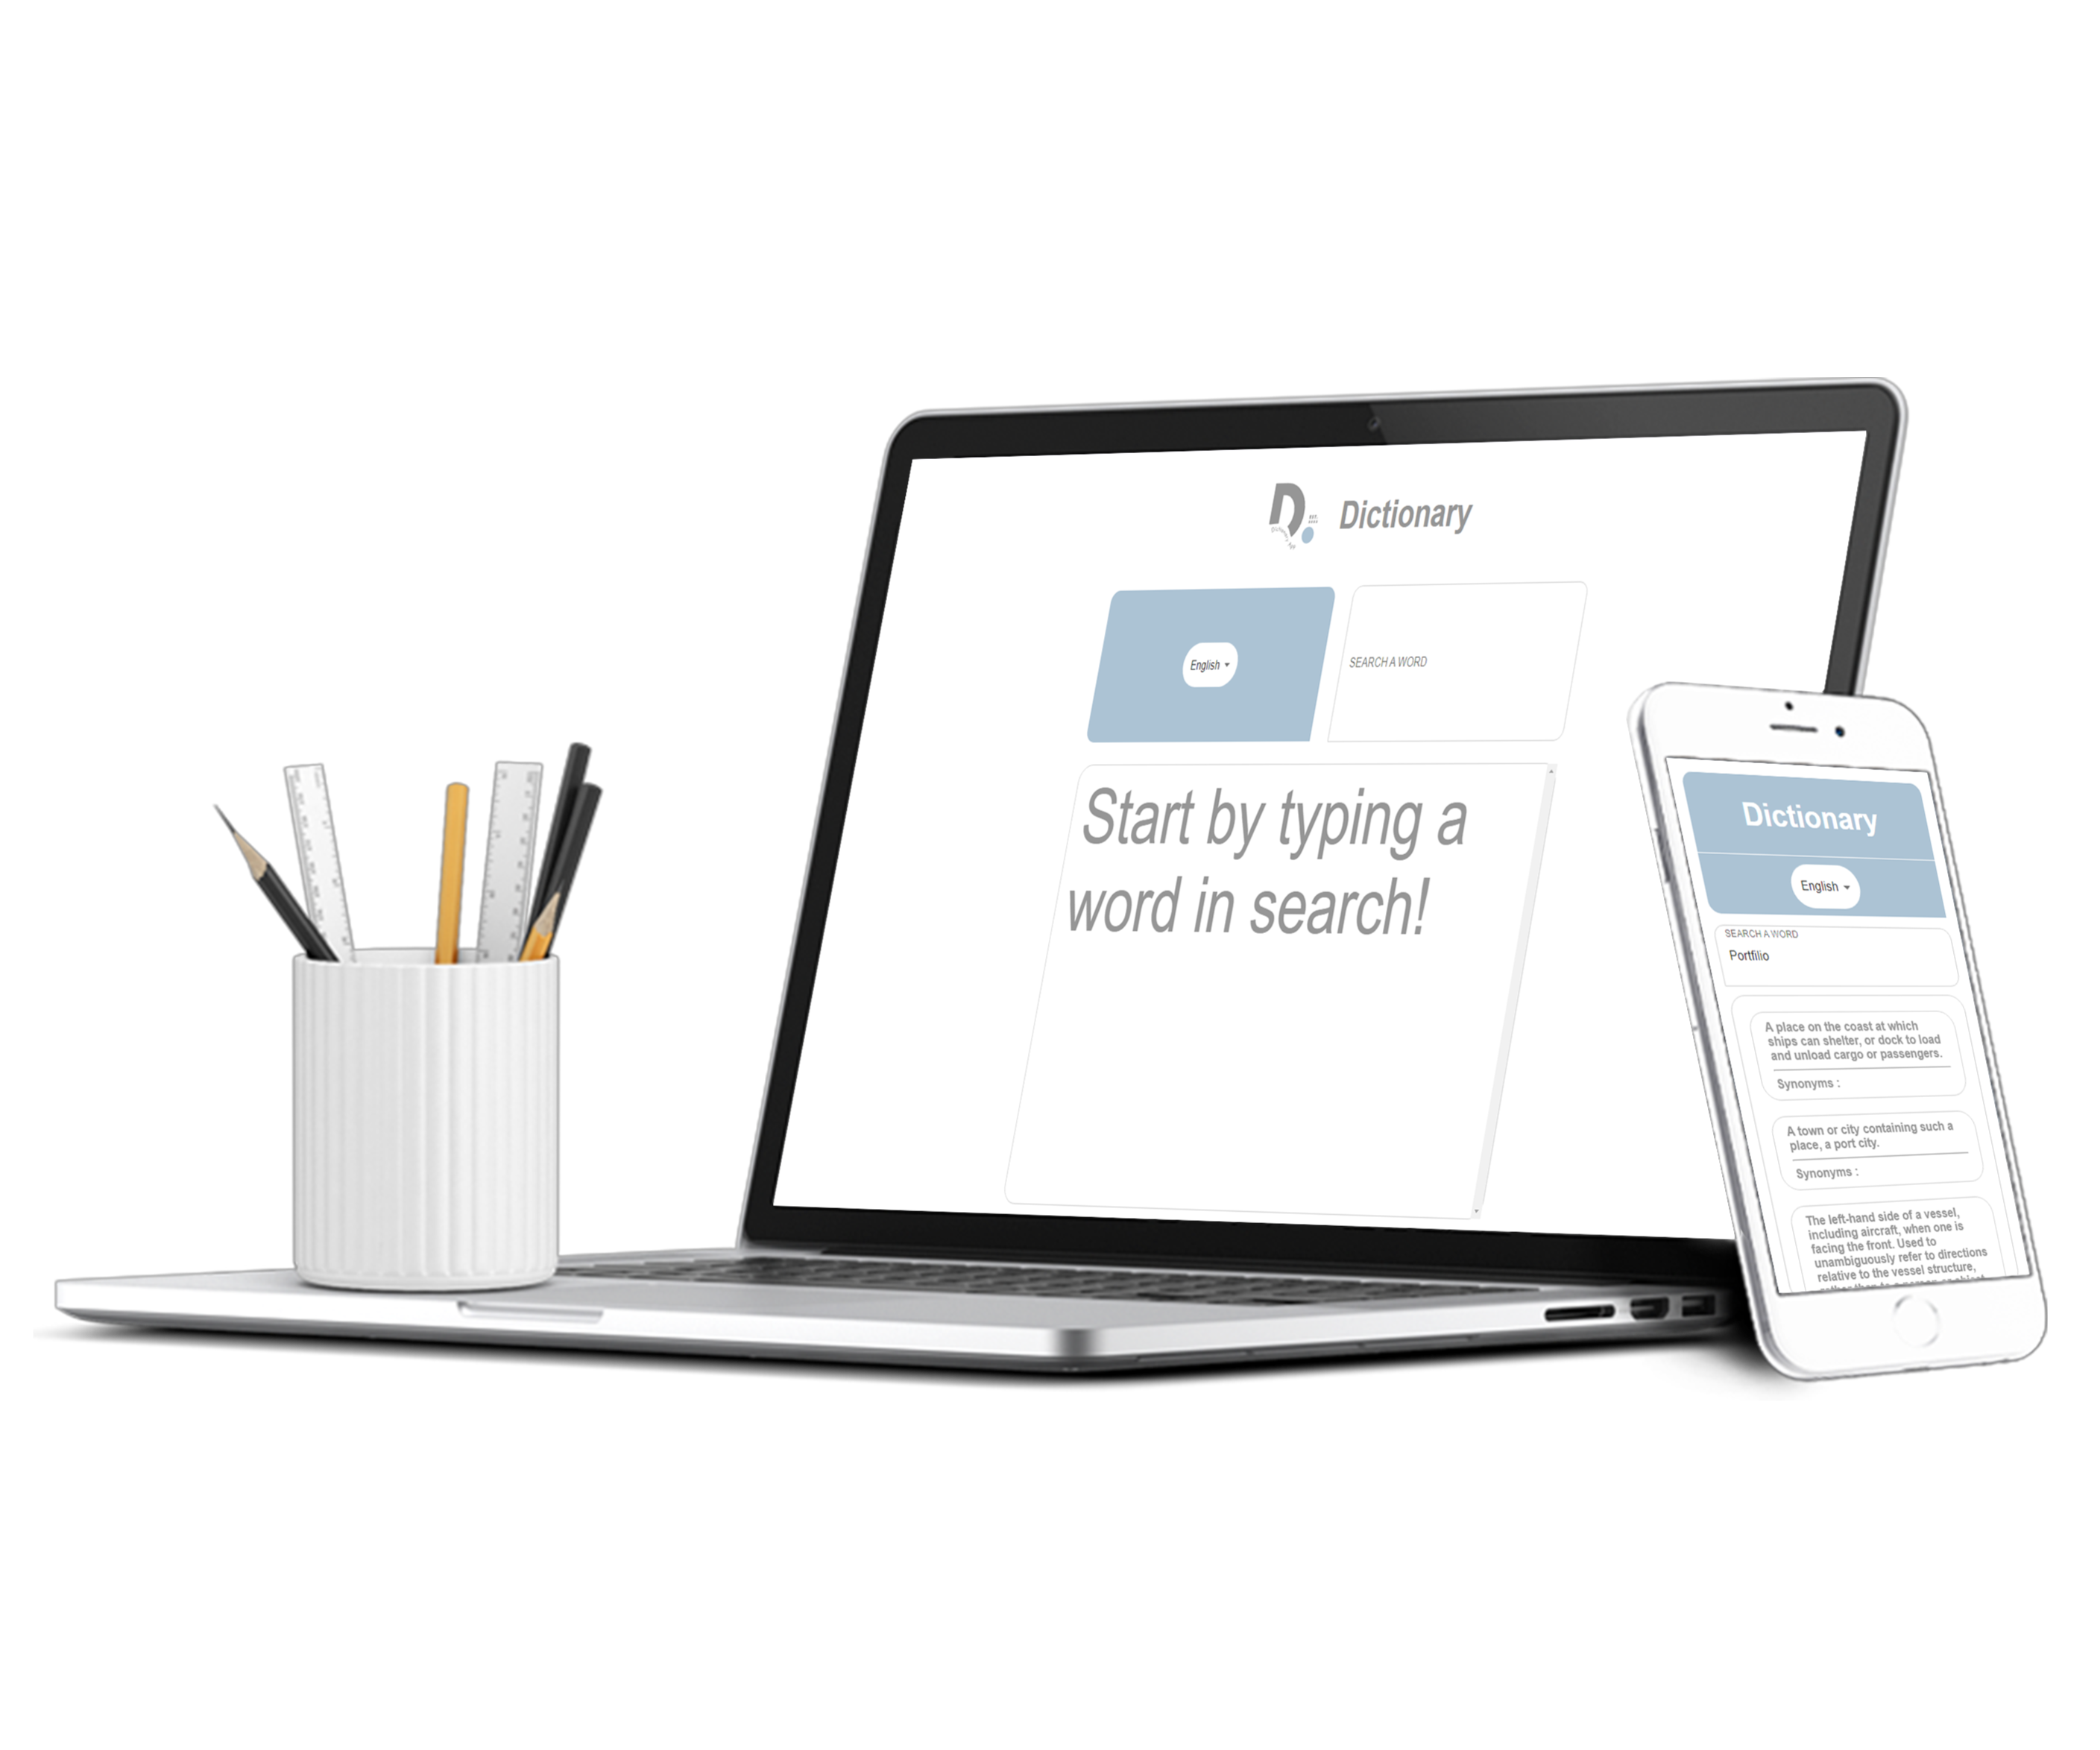 D.
Dictionary
English
SEARCH A WORD
Start by typing a
word in search!
Dictionary
English
SEARCH A WORD
Portfilio
A place on the coast at which
ships can shelter, or dock to load
and unload cargo or passengers.
Synonyms :
A town or city containing such a
place, a port city.
Synonyms :
The left-hand side of a vessel,
including aircraft, when one is
facing the front. Used to
unambiguously refer to directions
relative to the vessel structure,